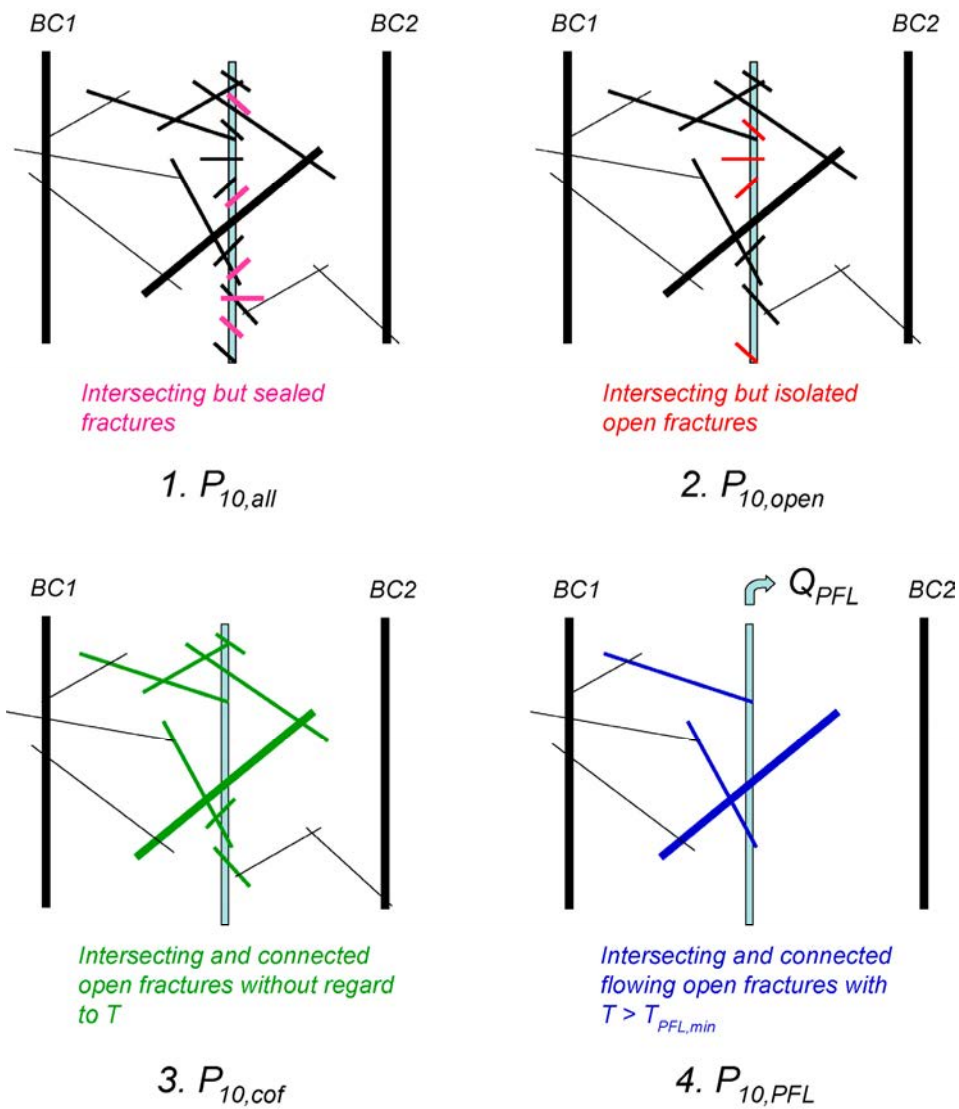 BC1
BC2
BC1
BC2
Intersecting but sealed
fractures
Intersecting but isolated
open fractures
1. P10,all
2. P10,open
BC1
BC2
BC1
QPFL
BC2
Intersecting and connected
open fractures without regard
to T
Intersecting and connected
flowing open fractures with
T > TPFL,min
3. P10,cof
4. P10,PFL